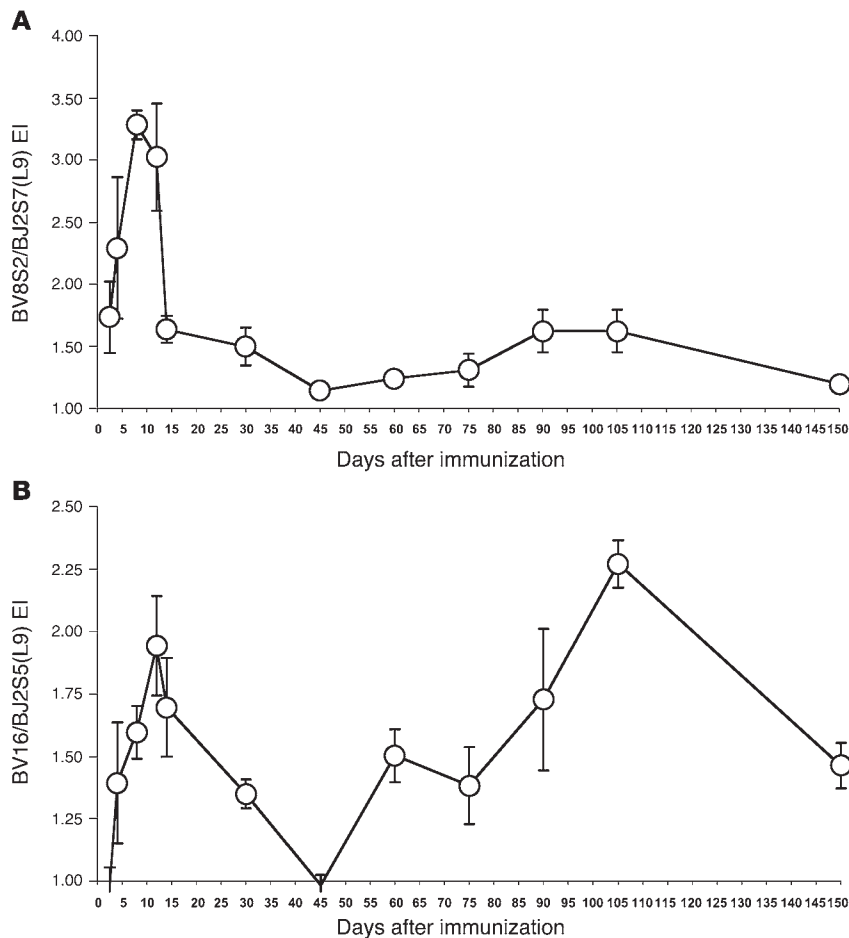 A
4.00
3.50
3.00
2.50
2.00
1.50
1.00
BV8S2/BJ2S7(L9) EI
0 5 10 15 20 30 45 25 30 35 40 45 50 55 60 65 70 75 80 85 90 95 100 105 110 115 120 125 130 135 140 145 150
Days after immunization
B
2.50
2.25
2.00
1.75
1.50
1.25
1.00
BV16/BJ2S5(L9) EI
0 5 10 15 20 25 30 35 40 45 50 55 60 65 70 75 80 85 90 95 100 105 110 115 120 125 130 135 140 145 150
Days after immunization